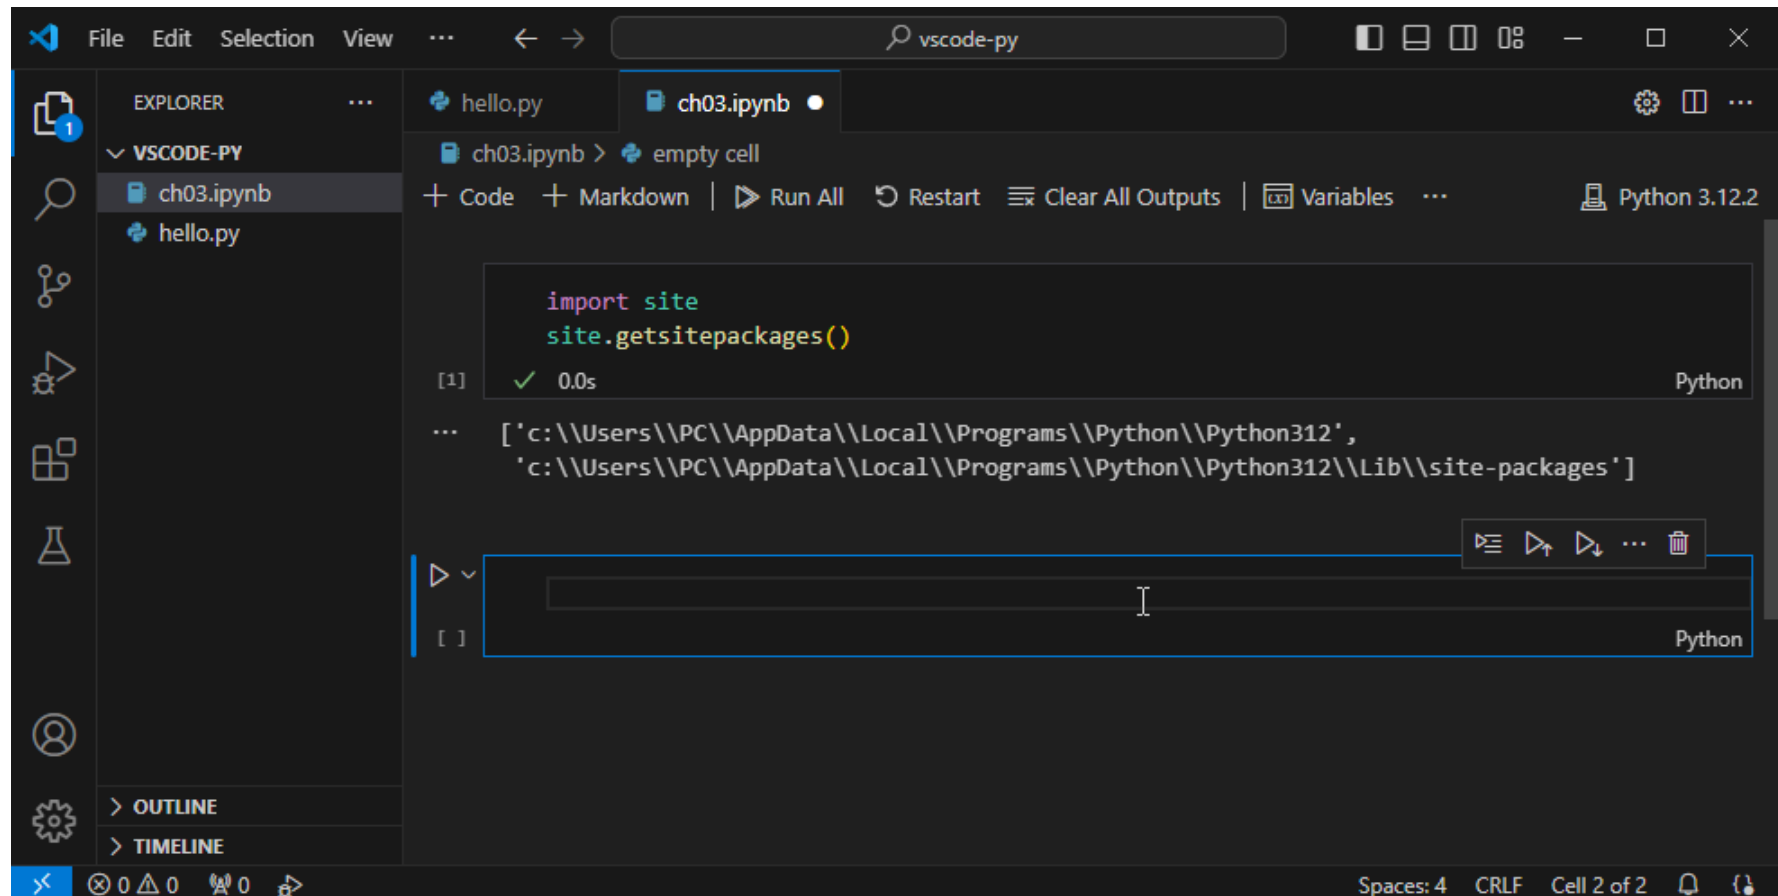 File Edit Selection View ··· vscode-py
EXPLORER ···
1
VSCODE-PY
ch03.ipynb
hello.py
OUTLINE
TIMELINE
hello.py ch03.ipynb
ch03.ipynb > empty cell
+ Code + Markdown | Run All Restart Clear All Outputs | Variables ··· Python 3.12.2
import site
site.getsitepackages()
[1] 0.0s Python
··· ['c:\\Users\\PC\\AppData\\Local\\Programs\\Python\\Python312',
'c:\\Users\\PC\\AppData\\Local\\Programs\\Python\\Python312\\Lib\\site-packages']
[ ] Python
0 0 0 Spaces: 4 CRLF Cell 2 of 2